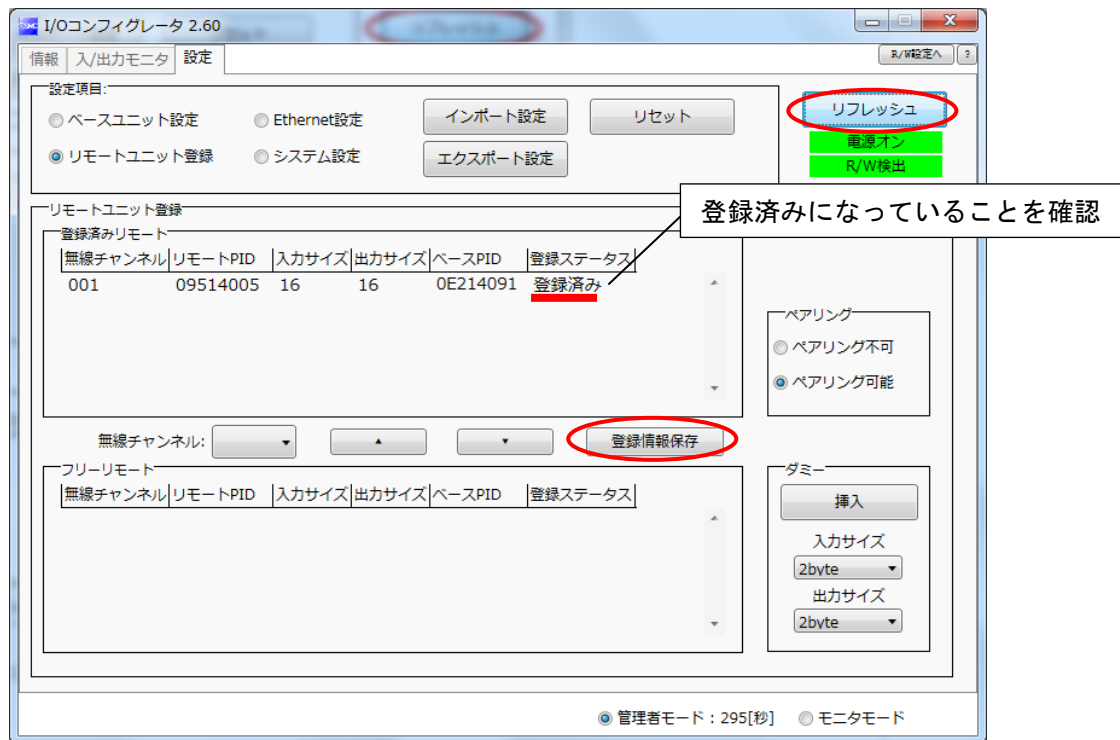 I/Oコンフィグレータ 2.60
情報 入/出力モニタ 設定
R/W設定へ ?
設定項目:
ベースユニット設定 Ethernet設定 インポート設定 リセット リフレッシュ
リモートユニット登録 システム設定 エクスポート設定
電源オン
R/W検出
登録済みになっていることを確認
リモートユニット登録
登録済みリモート
無線チャンネル リモートPID 入力サイズ 出力サイズ ベースPID 登録ステータス
001 09514005 16 16 0E214091 登録済み
ペアリング
ペアリング不可
ペアリング可能
無線チャンネル: 登録情報保存
フリーリモート
無線チャンネル リモートPID 入力サイズ 出力サイズ ベースPID 登録ステータス
ダミー
挿入
入力サイズ
2byte
出力サイズ
2byte
管理者モード : 295[秒] モニタモード